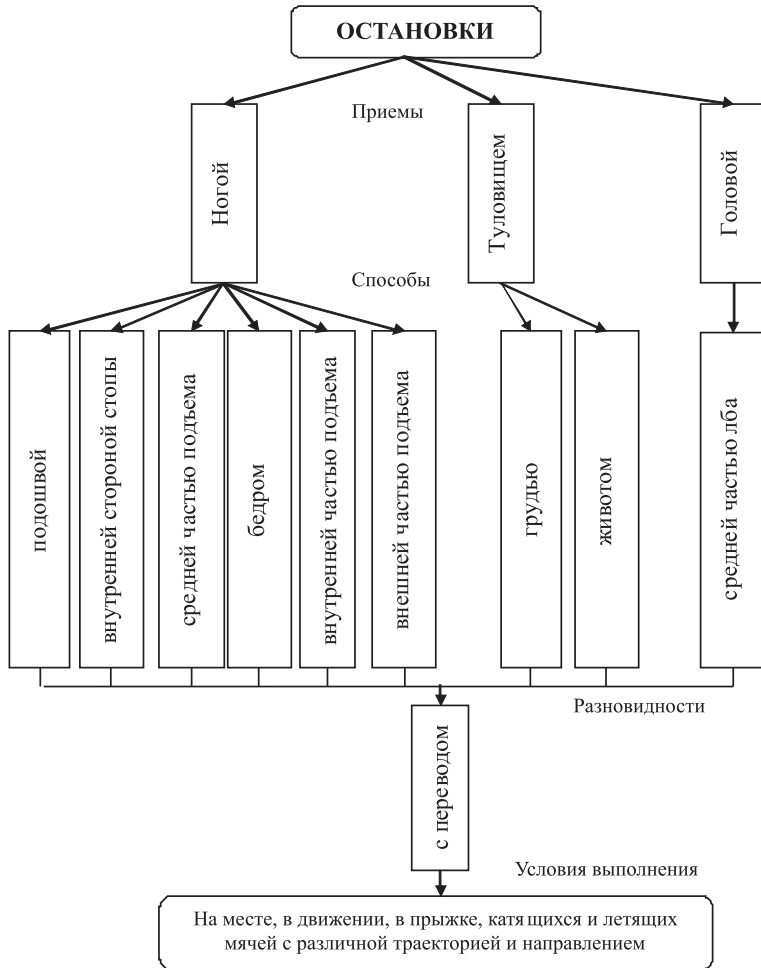 ОСТАНОВКИ
Приемы
Ногой
Туловищем
Головой
Способы
подошвой
внутренней стороной стопы
средней частью подъема
бедром
внутренней частью подъема
внешней частью подъема
грудью
животом
средней частью лба
Разновидности
с переводом
Условия выполнения
На месте, в движении, в прыжке, катящихся и летящих
мячей с различной траекторией и направлением